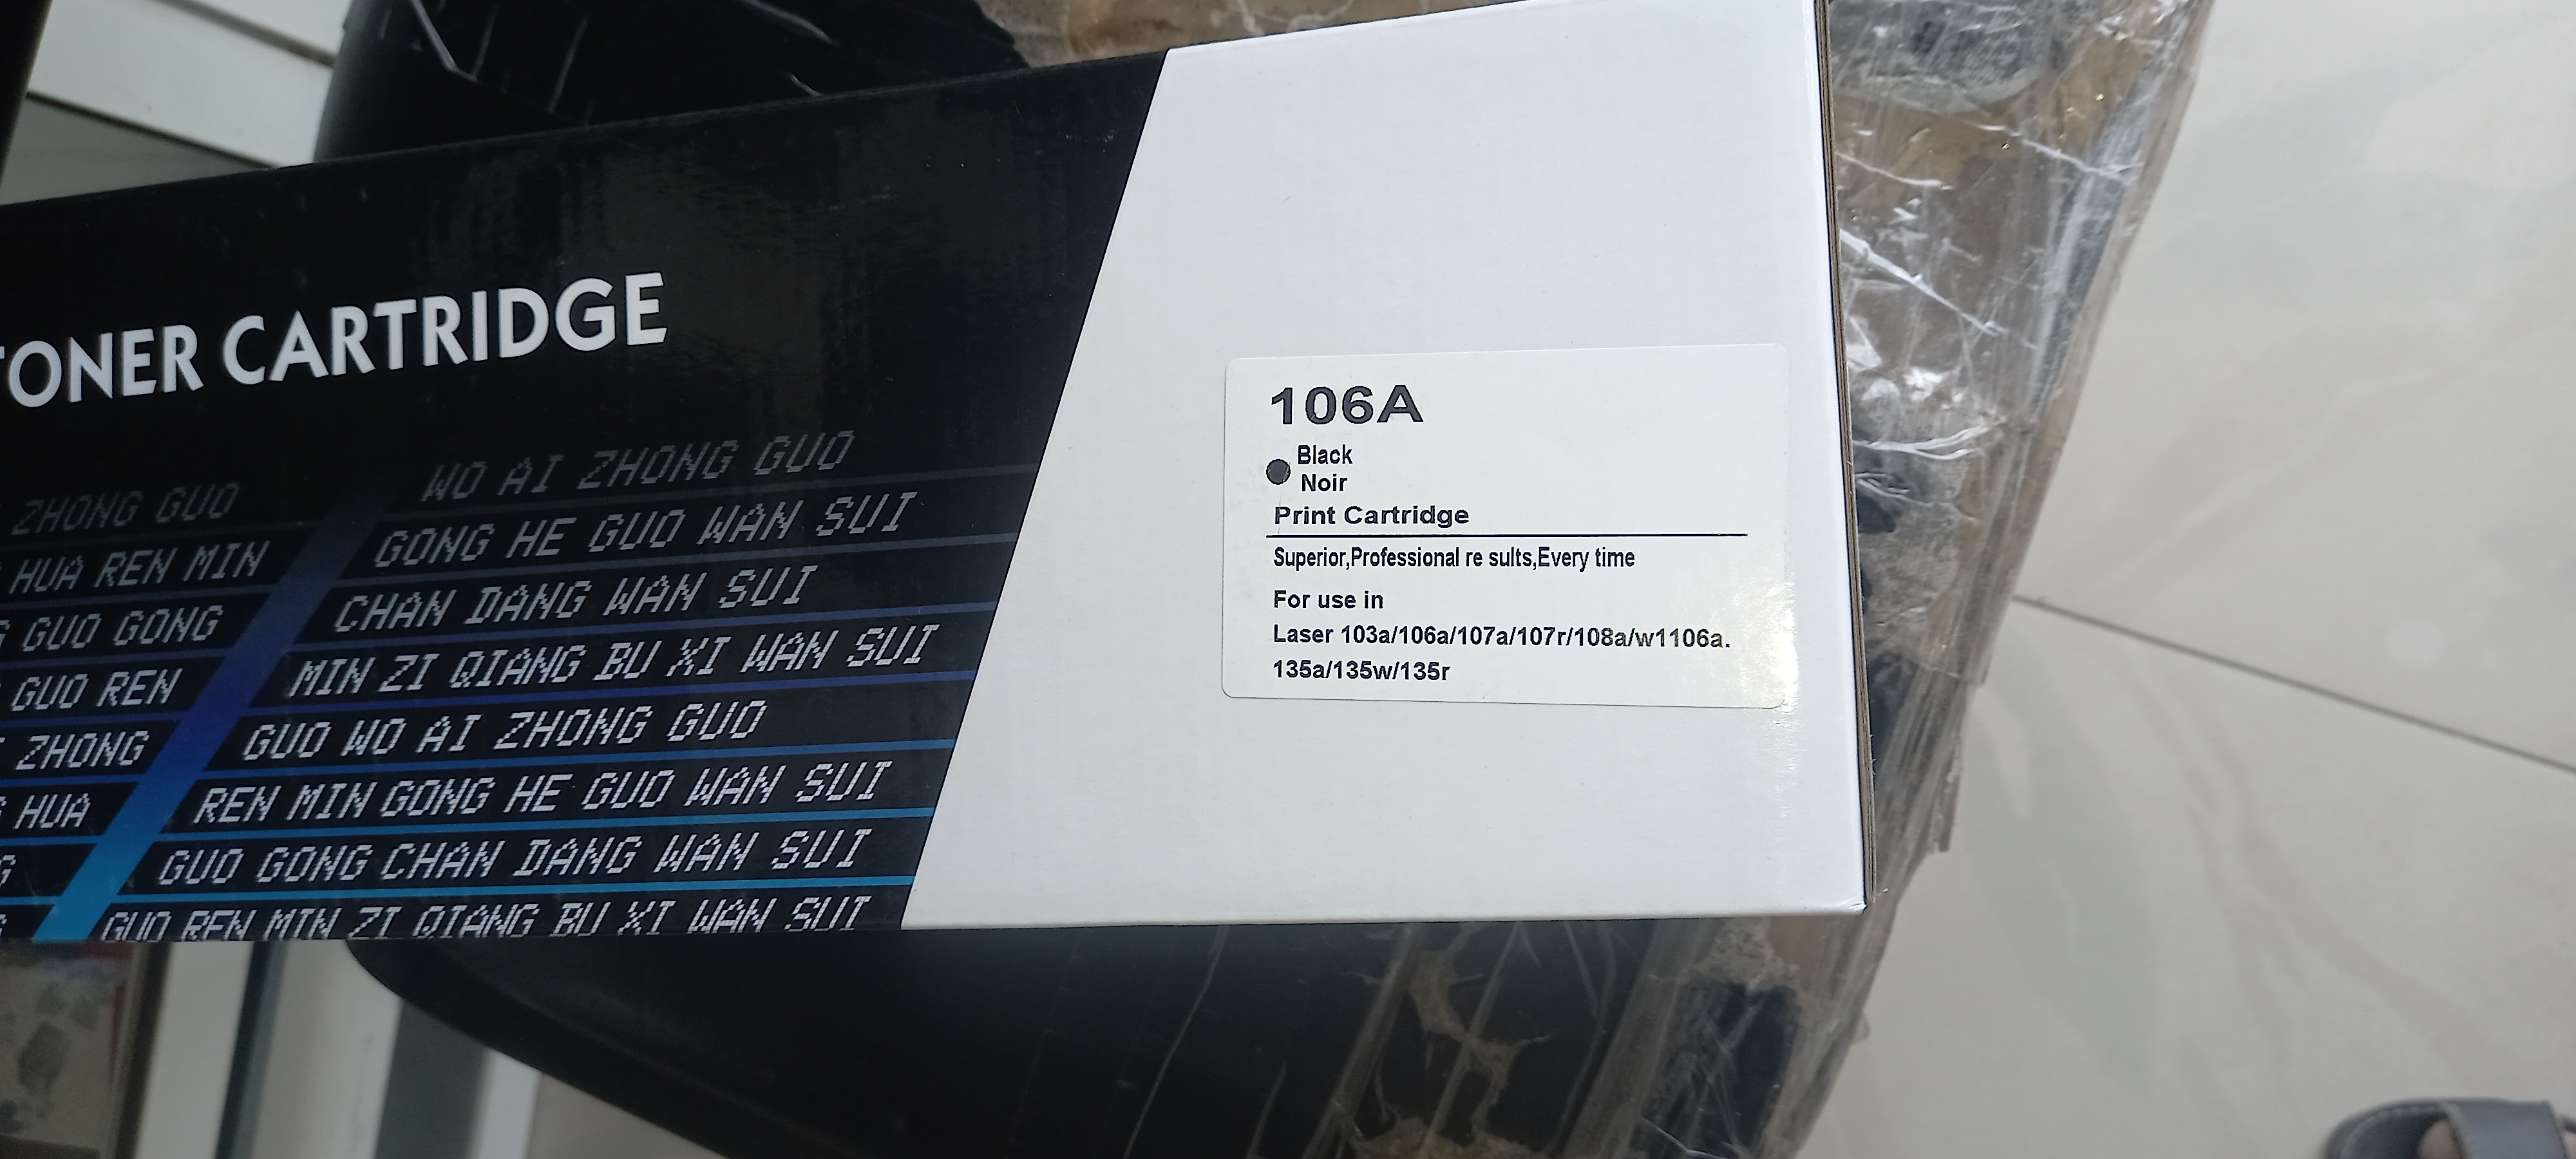 TONER CARTRIDGE
WO AI ZHONG GUO
ZHONG GUO
GONG HE GUO WAN SUI
HUA REN MIN
CHAN DANG WAN SUI
GUO GONG
MIN ZI QIANG BU XI WAN SUI
GUO REN
GUO WO AI ZHONG GUO
ZHONG
REN MIN GONG HE GUO WAN SUI
HUA
GUO GONG CHAN DANG WAN SUI
G
GUO REN MIN ZI QIANG BU XI WAN SUI
G
106A
Black
Noir
Print Cartridge
Superior,Professional re sults,Every time
For use in
Laser 103a/106a/107a/107r/108a/w1106a.
135a/135w/135r